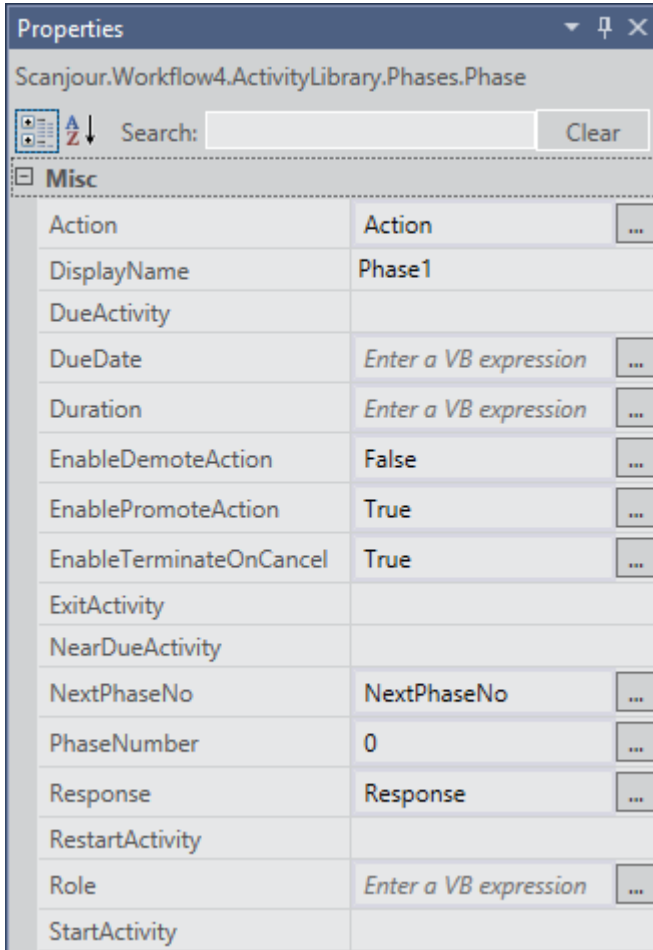 Properties
Scanjour.Workflow4.ActivityLibrary.Phases.Phase
Search: Clear
Misc
Action Action ...
DisplayName Phase1
DueActivity
DueDate Enter a VB expression ...
Duration Enter a VB expression ...
EnableDemoteAction False ...
EnablePromoteAction True ...
EnableTerminateOnCancel True ...
ExitActivity
NearDueActivity
NextPhaseNo NextPhaseNo ...
PhaseNumber 0 ...
Response Response ...
RestartActivity
Role Enter a VB expression ...
StartActivity